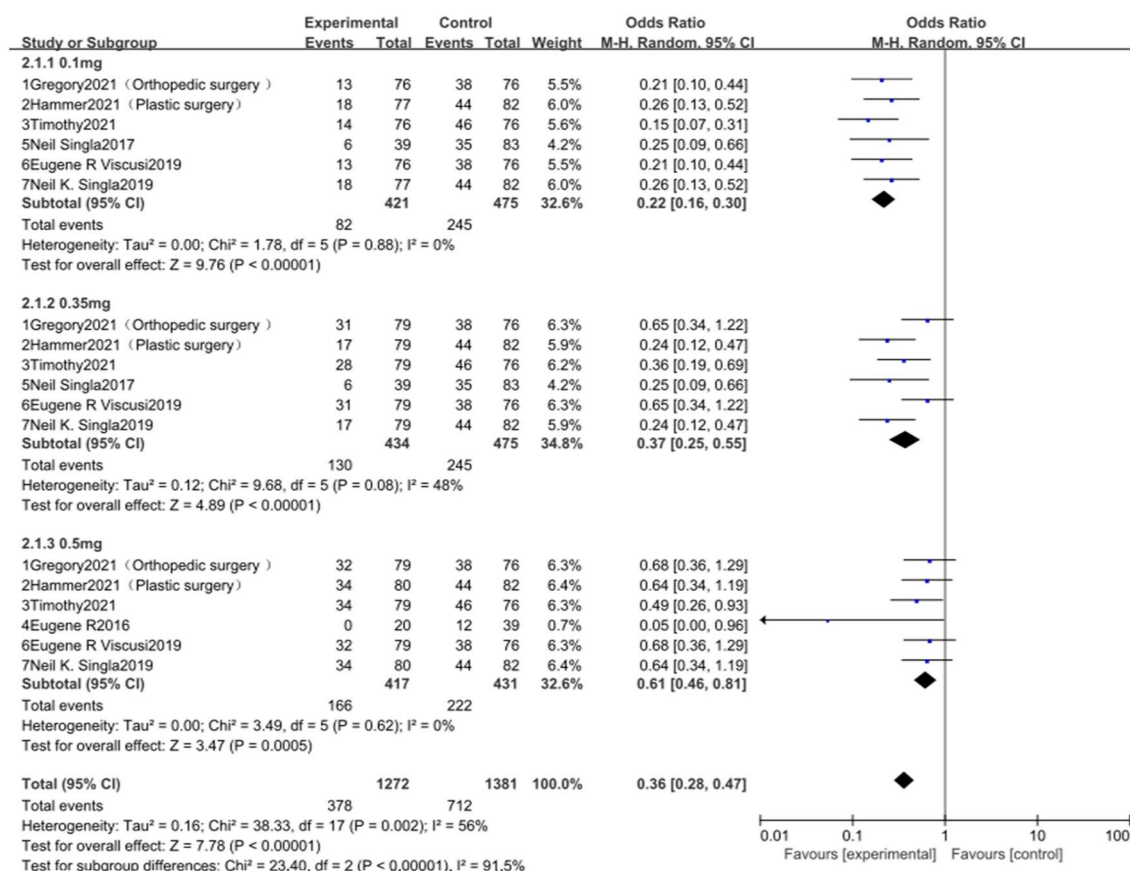 Experimental Control Odds Ratio Odds Ratio
Study or Subgroup Events Total Events Total Weight M-H, Random, 95% CI M-H, Random, 95% CI
2.1.1 0.1mg
1Gregory2021（Orthopedic surgery ） 13 76 38 76 5.5% 0.21 [0.10, 0.44]
2Hammer2021（Plastic surgery） 18 77 44 82 6.0% 0.26 [0.13, 0.52]
3Timothy2021 14 76 46 76 5.6% 0.15 [0.07, 0.31]
5Neil Singla2017 6 39 35 83 4.2% 0.25 [0.09, 0.66]
6Eugene R Viscusi2019 13 76 38 76 5.5% 0.21 [0.10, 0.44]
7Neil K. Singla2019 18 77 44 82 6.0% 0.26 [0.13, 0.52]
Subtotal (95% CI) 421 475 32.6% 0.22 [0.16, 0.30]
Total events 82 245
Heterogeneity: Tau² = 0.00; Chi² = 1.78, df = 5 (P = 0.88); I² = 0%
Test for overall effect: Z = 9.76 (P < 0.00001)
2.1.2 0.35mg
1Gregory2021（Orthopedic surgery ） 31 79 38 76 6.3% 0.65 [0.34, 1.22]
2Hammer2021（Plastic surgery） 17 79 44 82 5.9% 0.24 [0.12, 0.47]
3Timothy2021 28 79 46 76 6.2% 0.36 [0.19, 0.69]
5Neil Singla2017 6 39 35 83 4.2% 0.25 [0.09, 0.66]
6Eugene R Viscusi2019 31 79 38 76 6.3% 0.65 [0.34, 1.22]
7Neil K. Singla2019 17 79 44 82 5.9% 0.24 [0.12, 0.47]
Subtotal (95% CI) 434 475 34.8% 0.37 [0.25, 0.55]
Total events 130 245
Heterogeneity: Tau² = 0.12; Chi² = 9.68, df = 5 (P = 0.08); I² = 48%
Test for overall effect: Z = 4.89 (P < 0.00001)
2.1.3 0.5mg
1Gregory2021（Orthopedic surgery ） 32 79 38 76 6.3% 0.68 [0.36, 1.29]
2Hammer2021（Plastic surgery） 34 80 44 82 6.4% 0.64 [0.34, 1.19]
3Timothy2021 34 79 46 76 6.3% 0.49 [0.26, 0.93]
4Eugene R2016 0 20 12 39 0.7% 0.05 [0.00, 0.96]
6Eugene R Viscusi2019 32 79 38 76 6.3% 0.68 [0.36, 1.29]
7Neil K. Singla2019 34 80 44 82 6.4% 0.64 [0.34, 1.19]
Subtotal (95% CI) 417 431 32.6% 0.61 [0.46, 0.81]
Total events 166 222
Heterogeneity: Tau² = 0.00; Chi² = 3.49, df = 5 (P = 0.62); I² = 0%
Test for overall effect: Z = 3.47 (P = 0.0005)
Total (95% CI) 1272 1381 100.0% 0.36 [0.28, 0.47]
Total events 378 712
Heterogeneity: Tau² = 0.16; Chi² = 38.33, df = 17 (P = 0.002); I² = 56%
Test for overall effect: Z = 7.78 (P < 0.00001)
Test for subgroup differences: Chi² = 23.40, df = 2 (P < 0.00001), I² = 91.5%
0.01 0.1 1 10 100
Favours [experimental] Favours [control]